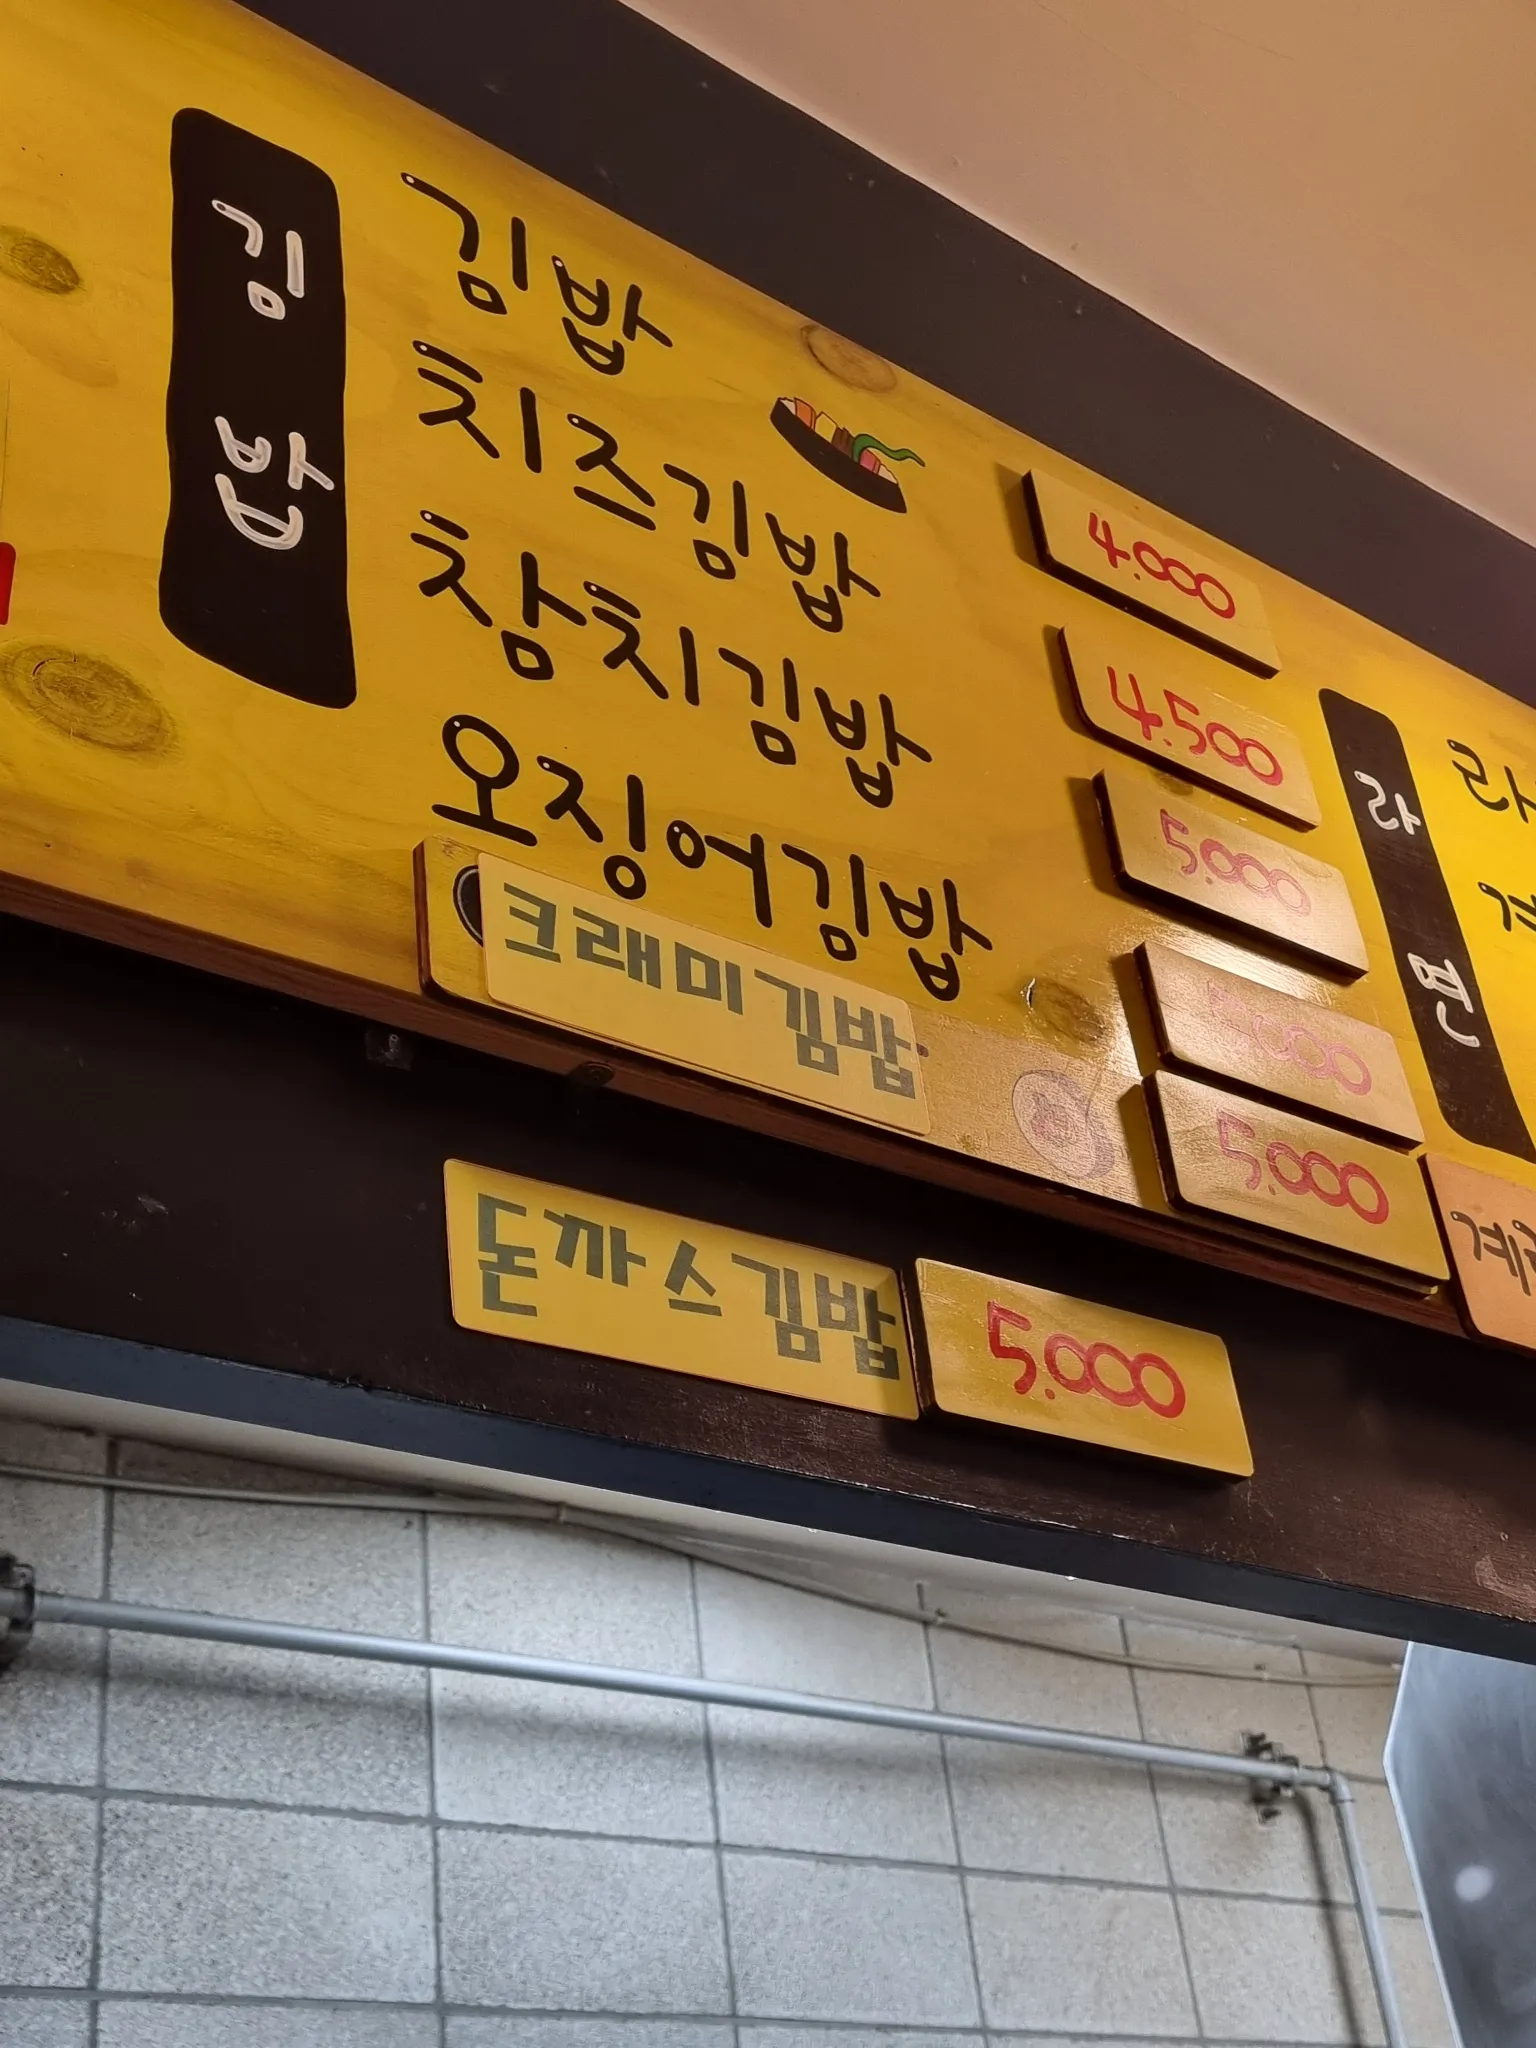 김밥
김밥 4.000
치즈김밥 4.500
참치김밥 5.000
오징어김밥
크래미김밥 5.000
돈까스김밥 5.000
라면